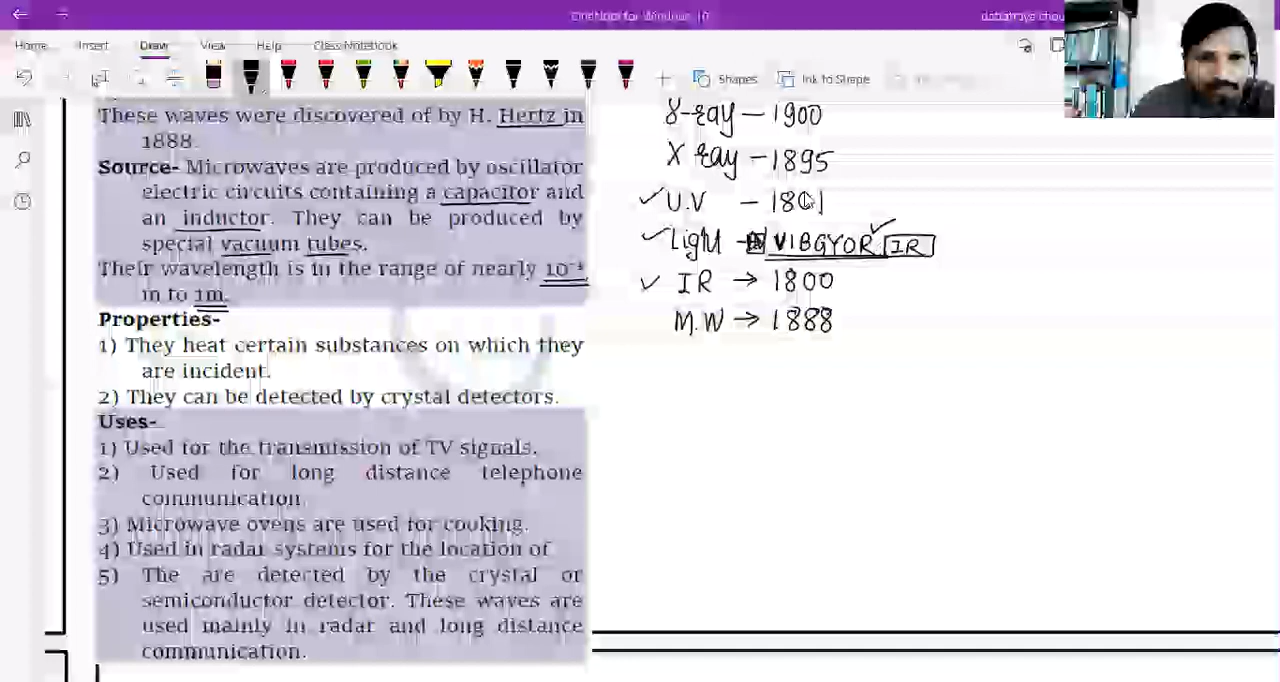 OneNote for Windows 10
Home Insert Draw View Help Class Notebook
Shapes Ink to Shape
These waves were discovered of by H. Hertz in
1888.
Source- Microwaves are produced by oscillator
electric circuits containing a capacitor and
an inductor. They can be produced by
special vacuum tubes.
Their wavelength is in the range of nearly
m to 1m.
Properties-
1) They heat certain substances on which they
are incident.
2) They can be detected by crystal detectors.
Uses-
1) Used for the transmission of TV signals.
2) Used for long distance telephone
communication.
3) Microwave ovens are used for cooking.
4) Used in radar systems for the location of
5) The are detected by the crystal or
semiconductor detector. These waves are
used mainly in radar and long distance
communication.
γ-ray – 1900
X ray – 1895
U.V – 1801
Light VIBGYOR IR
IR → 1800
M.W → 1888